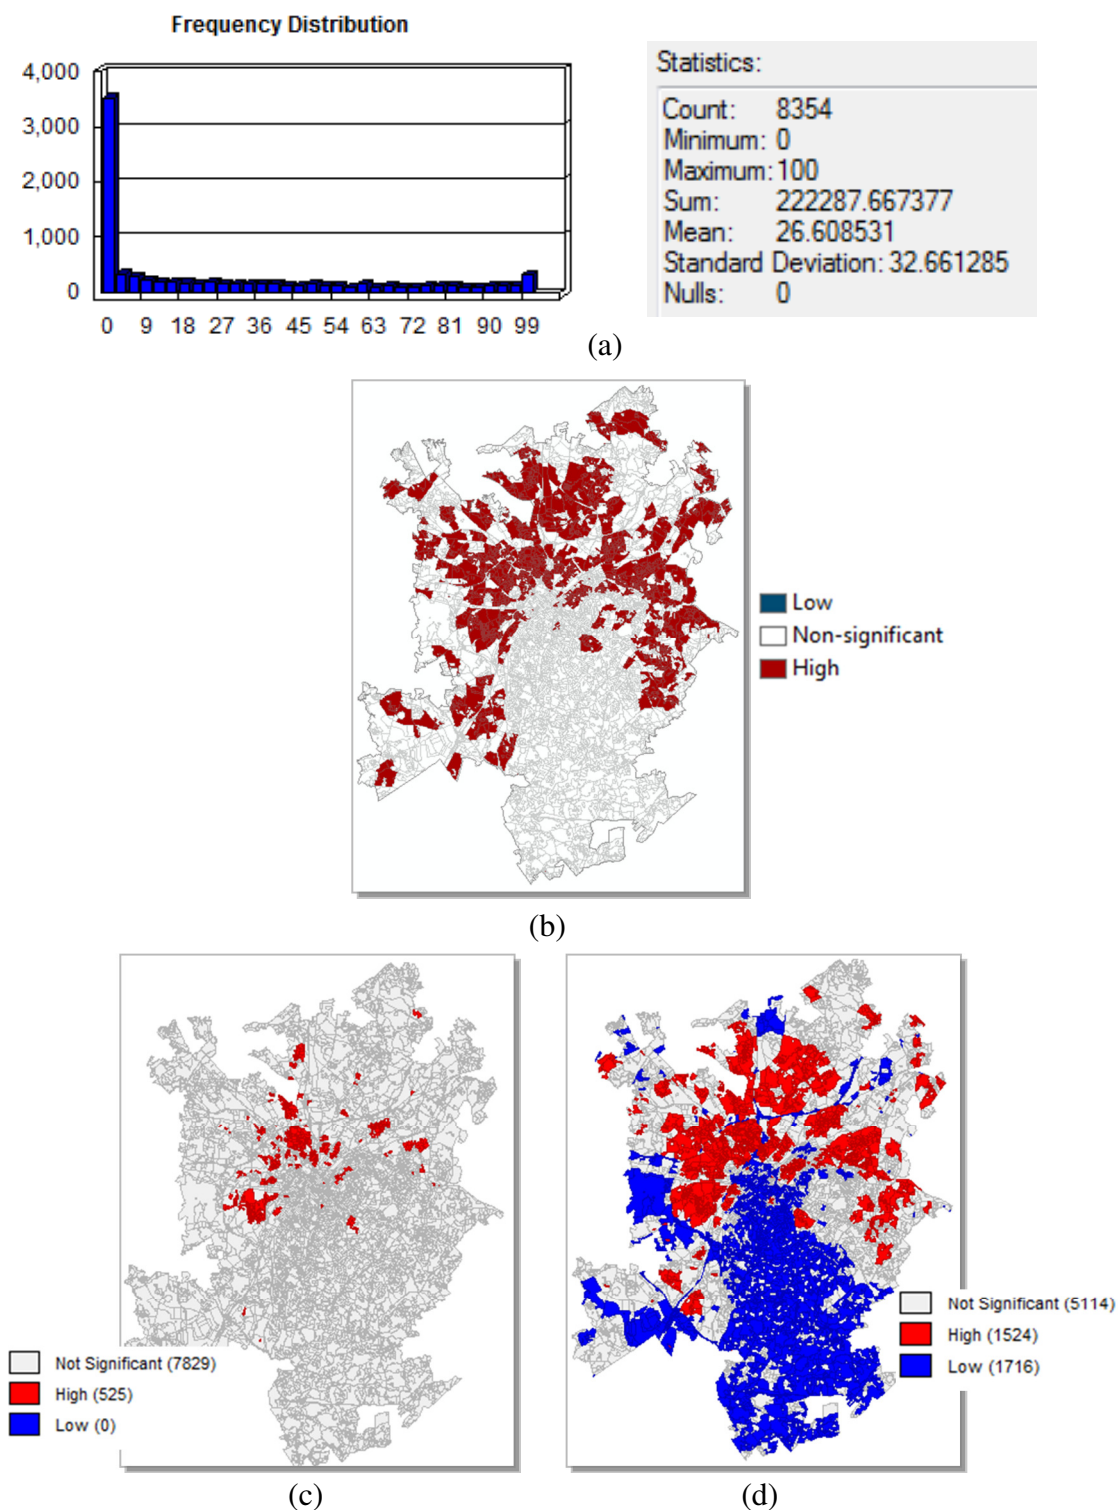 Frequency Distribution
4,000
3,000
2,000
1,000
0
0 9 18 27 36 45 54 63 72 81 90 99
Statistics:
Count: 8354
Minimum: 0
Maximum: 100
Sum: 222287.667377
Mean: 26.608531
Standard Deviation: 32.661285
Nulls: 0
(a)
Low
Non-significant
High
(b)
Not Significant (7829)
High (525)
Low (0)
(c)
Not Significant (5114)
High (1524)
Low (1716)
(d)